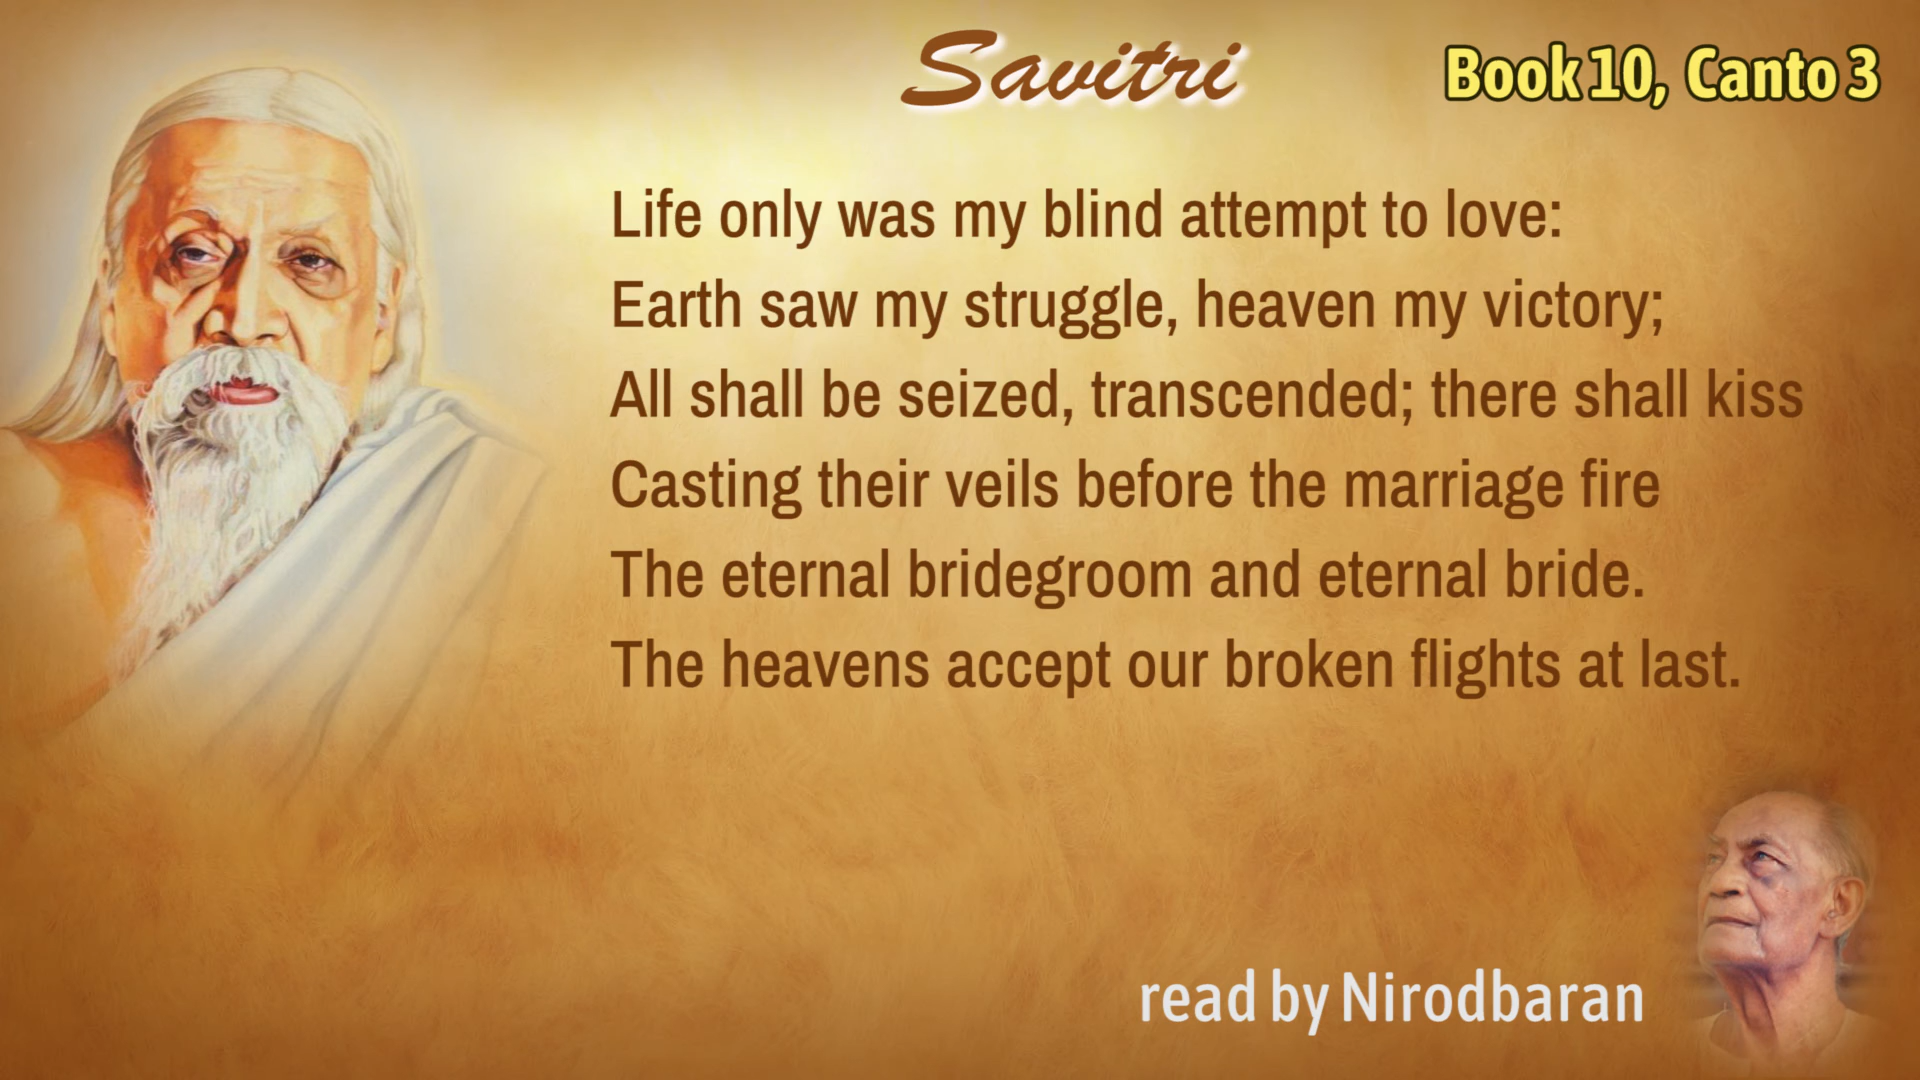 Savitri
Book 10, Canto 3
Life only was my blind attempt to love:
Earth saw my struggle, heaven my victory;
All shall be seized, transcended; there shall kiss
Casting their veils before the marriage fire
The eternal bridegroom and eternal bride.
The heavens accept our broken flights at last.
read by Nirodbaran